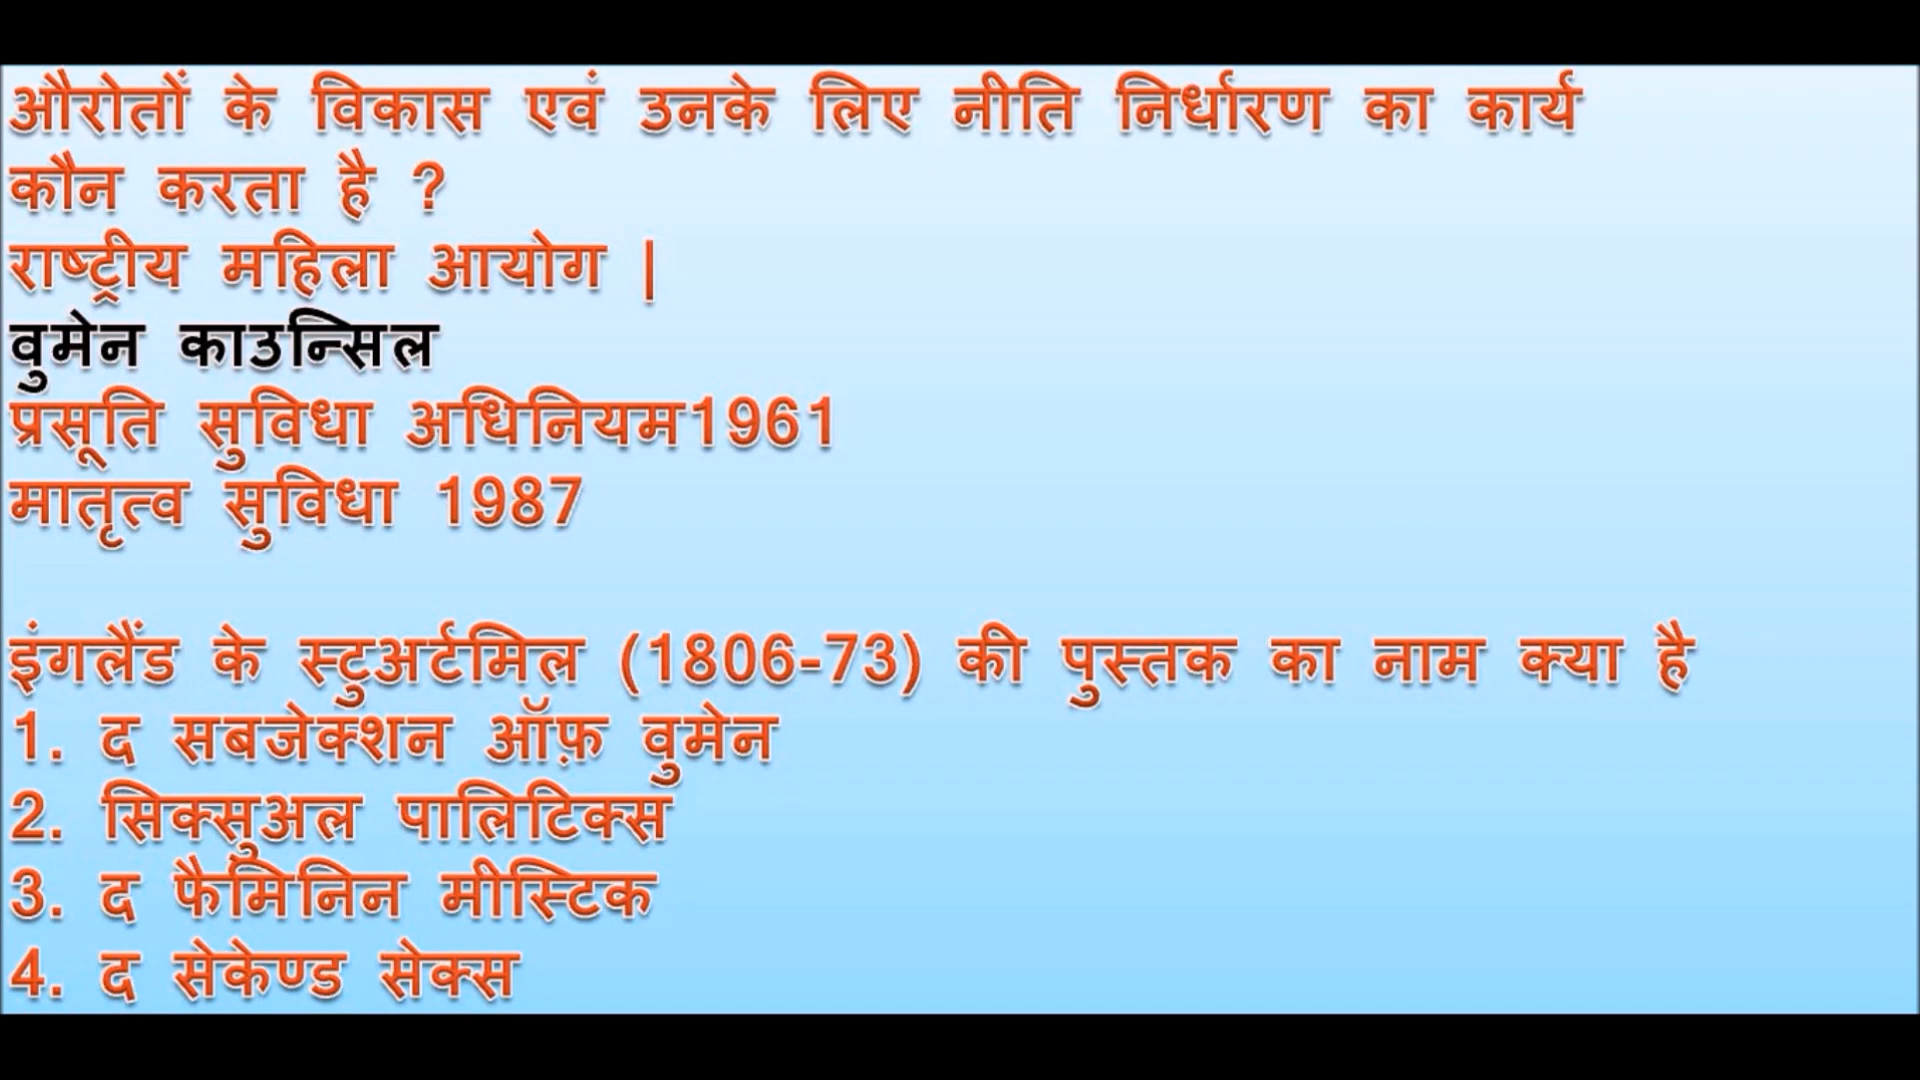 औरोतों के विकास एवं उनके लिए नीति निर्धारण का कार्य
कौन करता है ?
राष्ट्रीय महिला आयोग |
वुमेन काउन्सिल
प्रसूति सुविधा अधिनियम1961
मातृत्व सुविधा 1987
इंगलैंड के स्टुअर्टमिल (1806-73) की पुस्तक का नाम क्या है
1. द सबजेक्शन ऑफ़ वुमेन
2. सिक्सुअल पालिटिक्स
3. द फैमिनिन मीस्टिक
4. द सेकेण्ड सेक्स